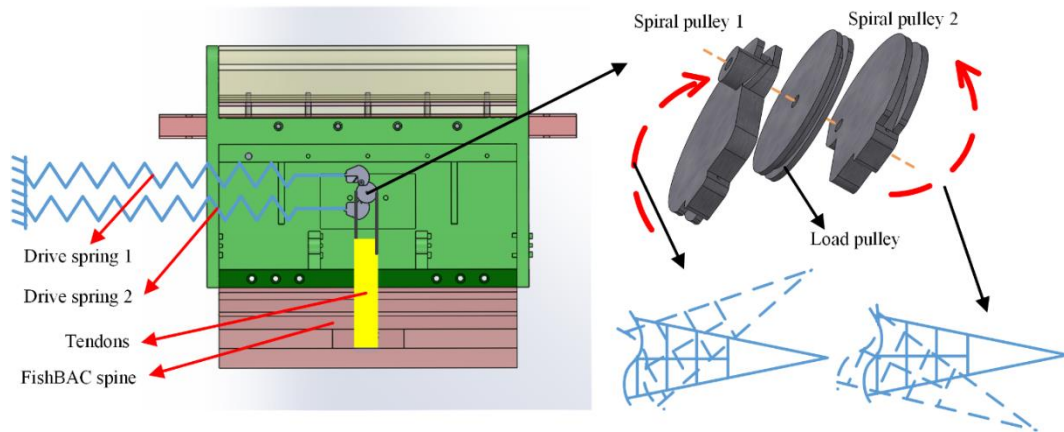 Spiral pulley 1
Spiral pulley 2
Load pulley
Drive spring 1
Drive spring 2
Tendons
FishBAC spine